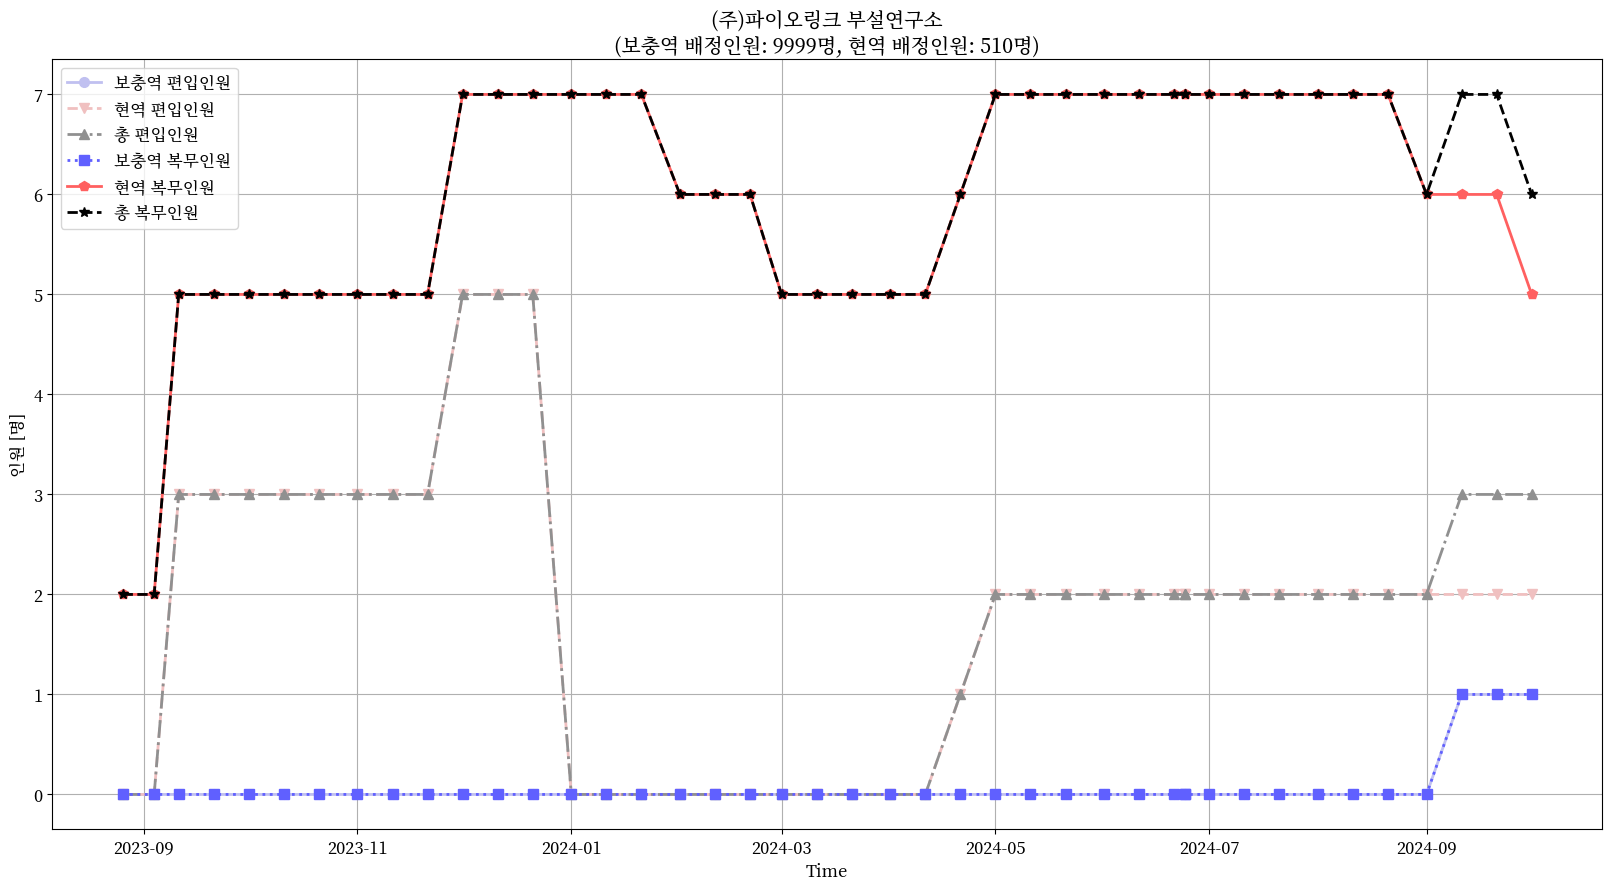 (주)파이오링크 부설연구소
(보충역 배정인원: 9999명, 현역 배정인원: 510명)
보충역 편입인원
현역 편입인원
총 편입인원
보충역 복무인원
현역 복무인원
총 복무인원
7
6
5
4
3
2
1
0
인원 [명]
2023-09
2023-11
2024-01
2024-03
2024-05
2024-07
2024-09
Time